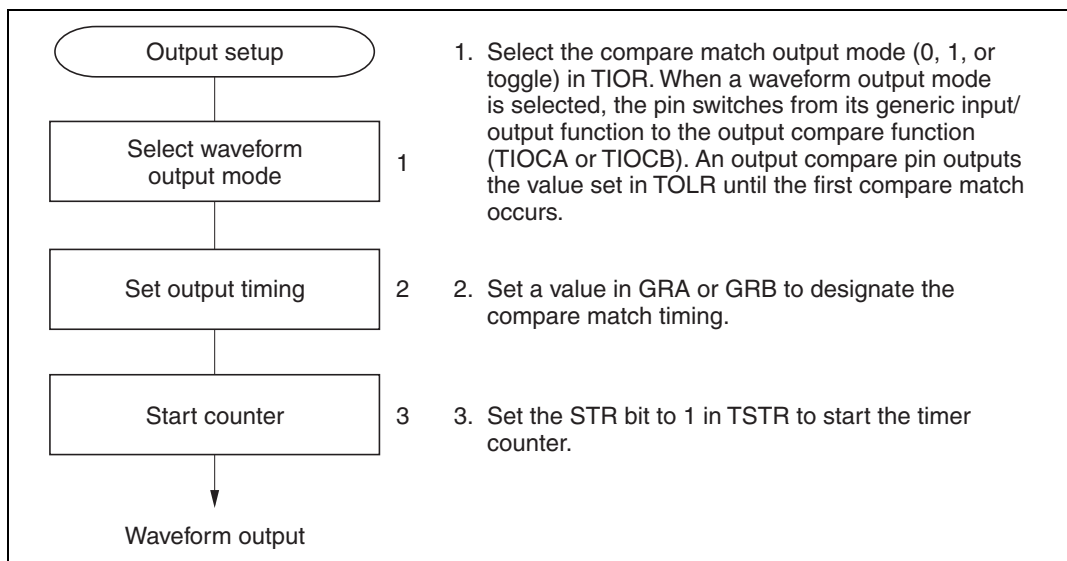 Output setup
Select waveform
output mode
1
Set output timing
2
Start counter
3
Waveform output
1. Select the compare match output mode (0, 1, or
toggle) in TIOR. When a waveform output mode
is selected, the pin switches from its generic input/
output function to the output compare function
(TIOCA or TIOCB). An output compare pin outputs
the value set in TOLR until the first compare match
occurs.
2. Set a value in GRA or GRB to designate the
compare match timing.
3. Set the STR bit to 1 in TSTR to start the timer
counter.